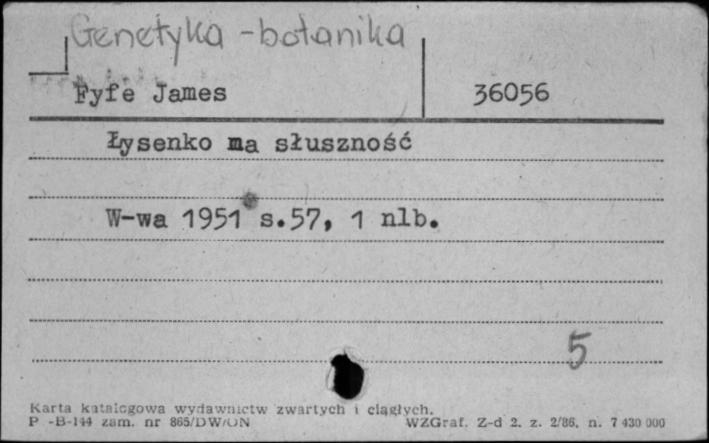 Genetyka - botanika
Fyfe James 36056
Łysenko ma słuszność
W-wa 1951 s.57, 1 nlb.
5
Karta katalogowa wydawnictw zwartych i ciągłych.
P -B-144 zam. nr 865/DW/ON WZGraf. Z-d 2. z. 2/86. n. 7 430 000